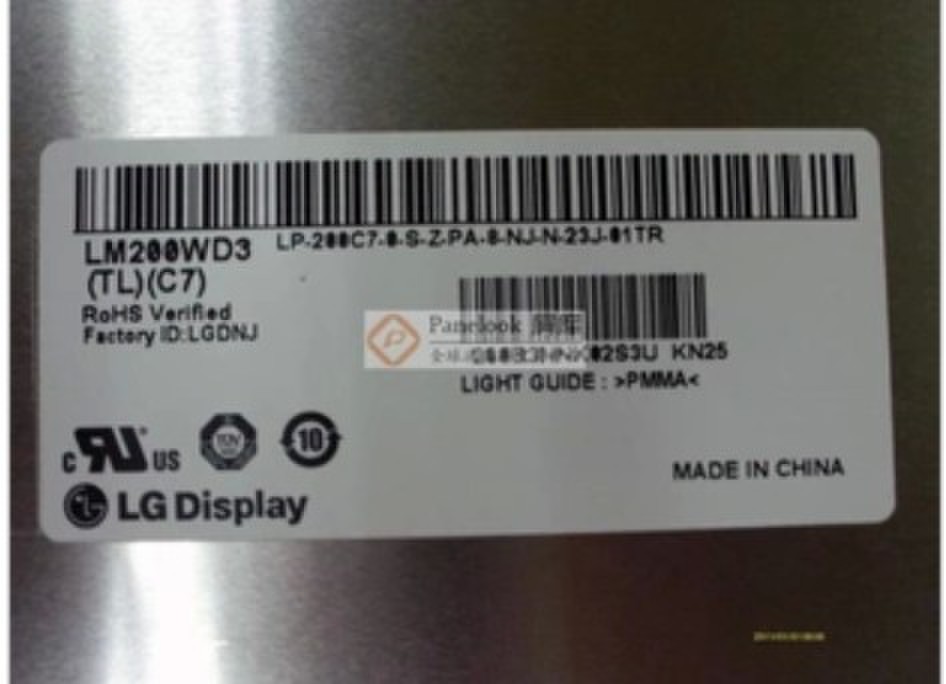 LM200WD3
(TL)(C7)
LP-200C7-0-S-Z-PA-0-NJ-N-23J-01TR
RoHS Verified
Factory ID:LGDNJ
Panelook
KN25
LIGHT GUIDE : >PMMA<
C US
TÜV
10
MADE IN CHINA
LG Display